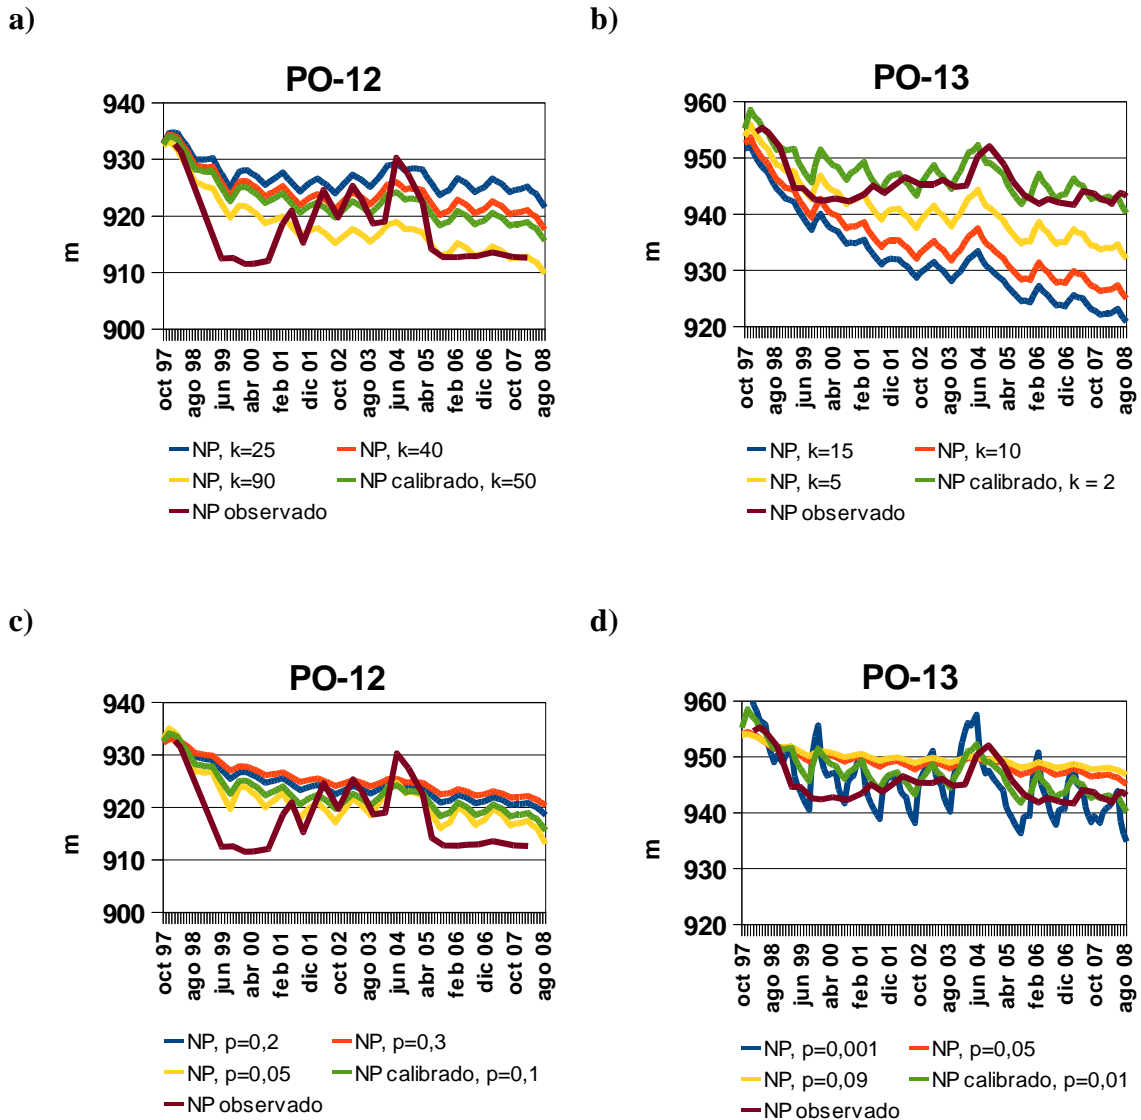 a)
PO-12
940
930
920
910
900
m
oct 97
ago 98
jun 99
abr 00
feb 01
dic 01
oct 02
ago 03
jun 04
abr 05
feb 06
dic 06
oct 07
ago 08
NP, k=25
NP, k=40
NP, k=90
NP calibrado, k=50
NP observado
b)
PO-13
960
950
940
930
920
m
oct 97
ago 98
jun 99
abr 00
feb 01
dic 01
oct 02
ago 03
jun 04
abr 05
feb 06
dic 06
oct 07
ago 08
NP, k=15
NP, k=10
NP, k=5
NP calibrado, k = 2
NP observado
c)
PO-12
940
930
920
910
900
m
oct 97
ago 98
jun 99
abr 00
feb 01
dic 01
oct 02
ago 03
jun 04
abr 05
feb 06
dic 06
oct 07
ago 08
NP, p=0,2
NP, p=0,3
NP, p=0,05
NP calibrado, p=0,1
NP observado
d)
PO-13
960
950
940
930
920
m
oct 97
ago 98
jun 99
abr 00
feb 01
dic 01
oct 02
ago 03
jun 04
abr 05
feb 06
dic 06
oct 07
ago 08
NP, p=0,001
NP, p=0,05
NP, p=0,09
NP calibrado, p=0,01
NP observado